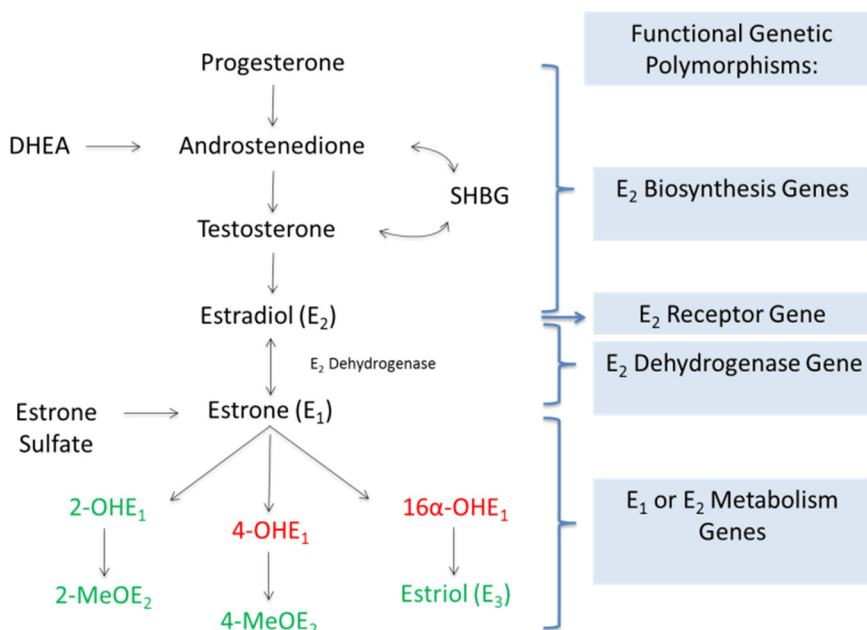 Functional Genetic
Polymorphisms:
Progesterone
DHEA
Androstenedione
SHBG
E₂ Biosynthesis Genes
Testosterone
Estradiol (E₂)
E₂ Receptor Gene
E₂ Dehydrogenase
E₂ Dehydrogenase Gene
Estrone
Sulfate
Estrone (E₁)
2-OHE₁
4-OHE₁
16α-OHE₁
E₁ or E₂ Metabolism
Genes
2-MeOE₂
4-MeOE₂
Estriol (E₃)